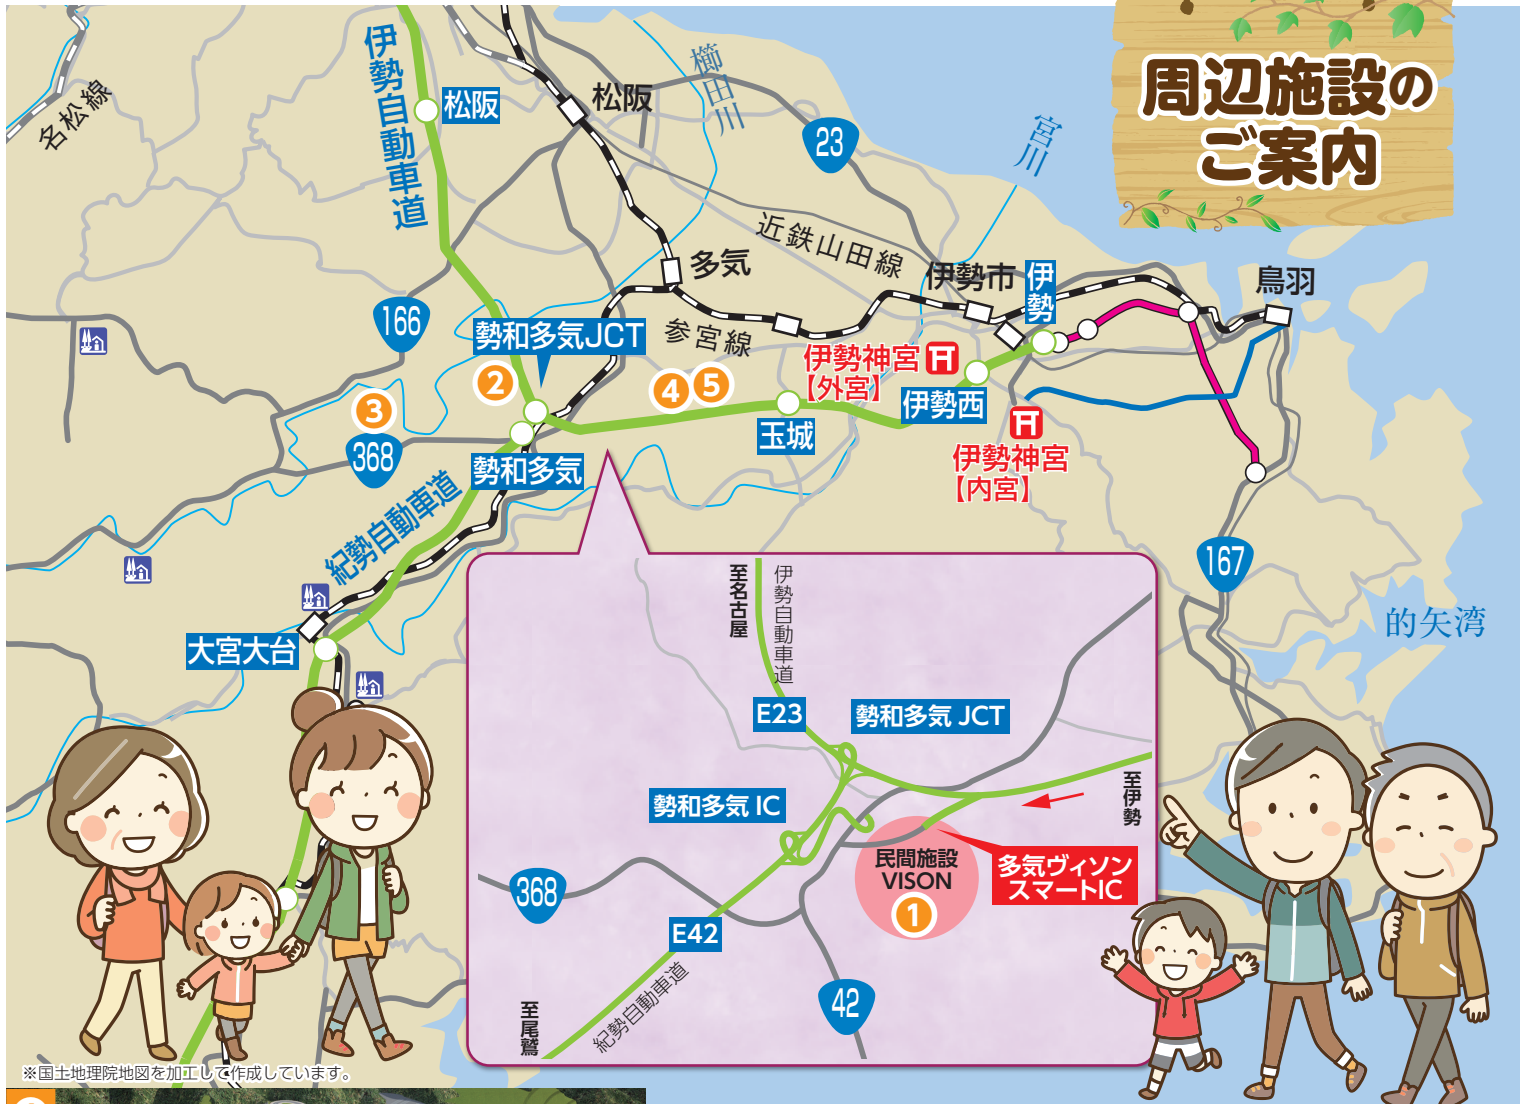 周辺施設の
ご案内
名松線
伊勢自動車道
松阪
松阪
櫛田川
23
宮川
近鉄山田線
多気
伊勢市
伊勢
鳥羽
166
勢和多気JCT
参宮線
伊勢神宮
【外宮】
2
4
5
3
368
玉城
伊勢西
勢和多気
伊勢神宮
【内宮】
紀勢自動車道
167
的矢湾
大宮大台
至名古屋
伊勢自動車道
E23
勢和多気 JCT
至伊勢
勢和多気 IC
民間施設
VISON
1
多気ヴィソン
スマートIC
368
E42
紀勢自動車道
42
至尾鷲
※国土地理院地図を加工して作成しています。